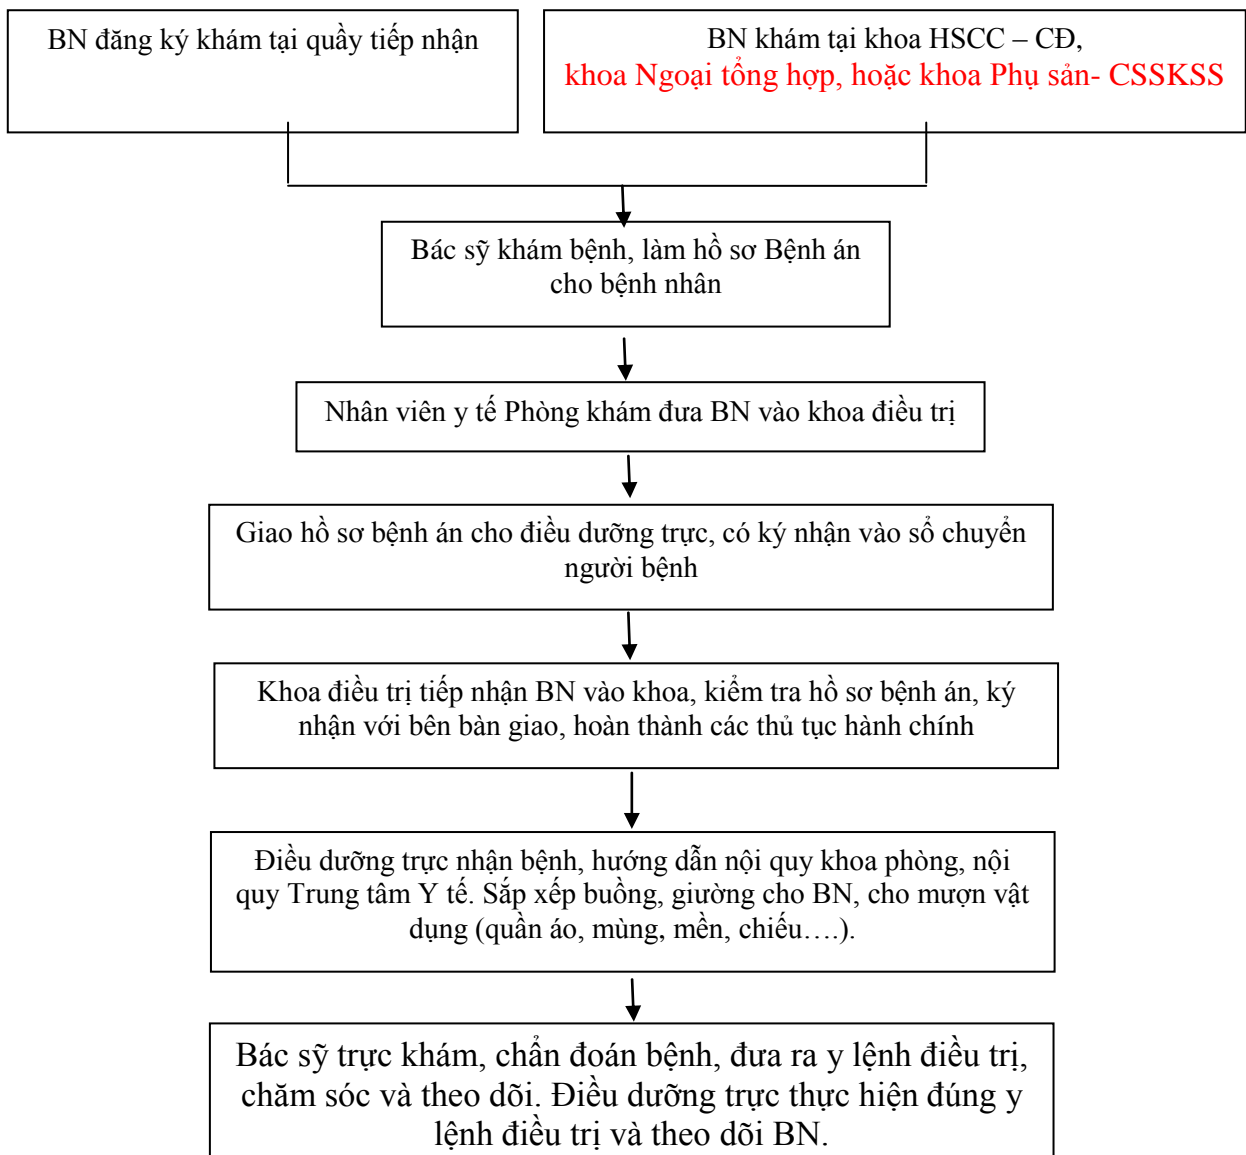 BN đăng ký khám tại quầy tiếp nhận
BN khám tại khoa HSCC – CĐ,
khoa Ngoại tổng hợp, hoặc khoa Phụ sản- CSSKSS
Bác sỹ khám bệnh, làm hồ sơ Bệnh án
cho bệnh nhân
Nhân viên y tế Phòng khám đưa BN vào khoa điều trị
Giao hồ sơ bệnh án cho điều dưỡng trực, có ký nhận vào sổ chuyển
người bệnh
Khoa điều trị tiếp nhận BN vào khoa, kiểm tra hồ sơ bệnh án, ký
nhận với bên bàn giao, hoàn thành các thủ tục hành chính
Điều dưỡng trực nhận bệnh, hướng dẫn nội quy khoa phòng, nội
quy Trung tâm Y tế. Sắp xếp buồng, giường cho BN, cho mượn vật
dụng (quần áo, mùng, mền, chiếu….).
Bác sỹ trực khám, chẩn đoán bệnh, đưa ra y lệnh điều trị,
chăm sóc và theo dõi. Điều dưỡng trực thực hiện đúng y
lệnh điều trị và theo dõi BN.